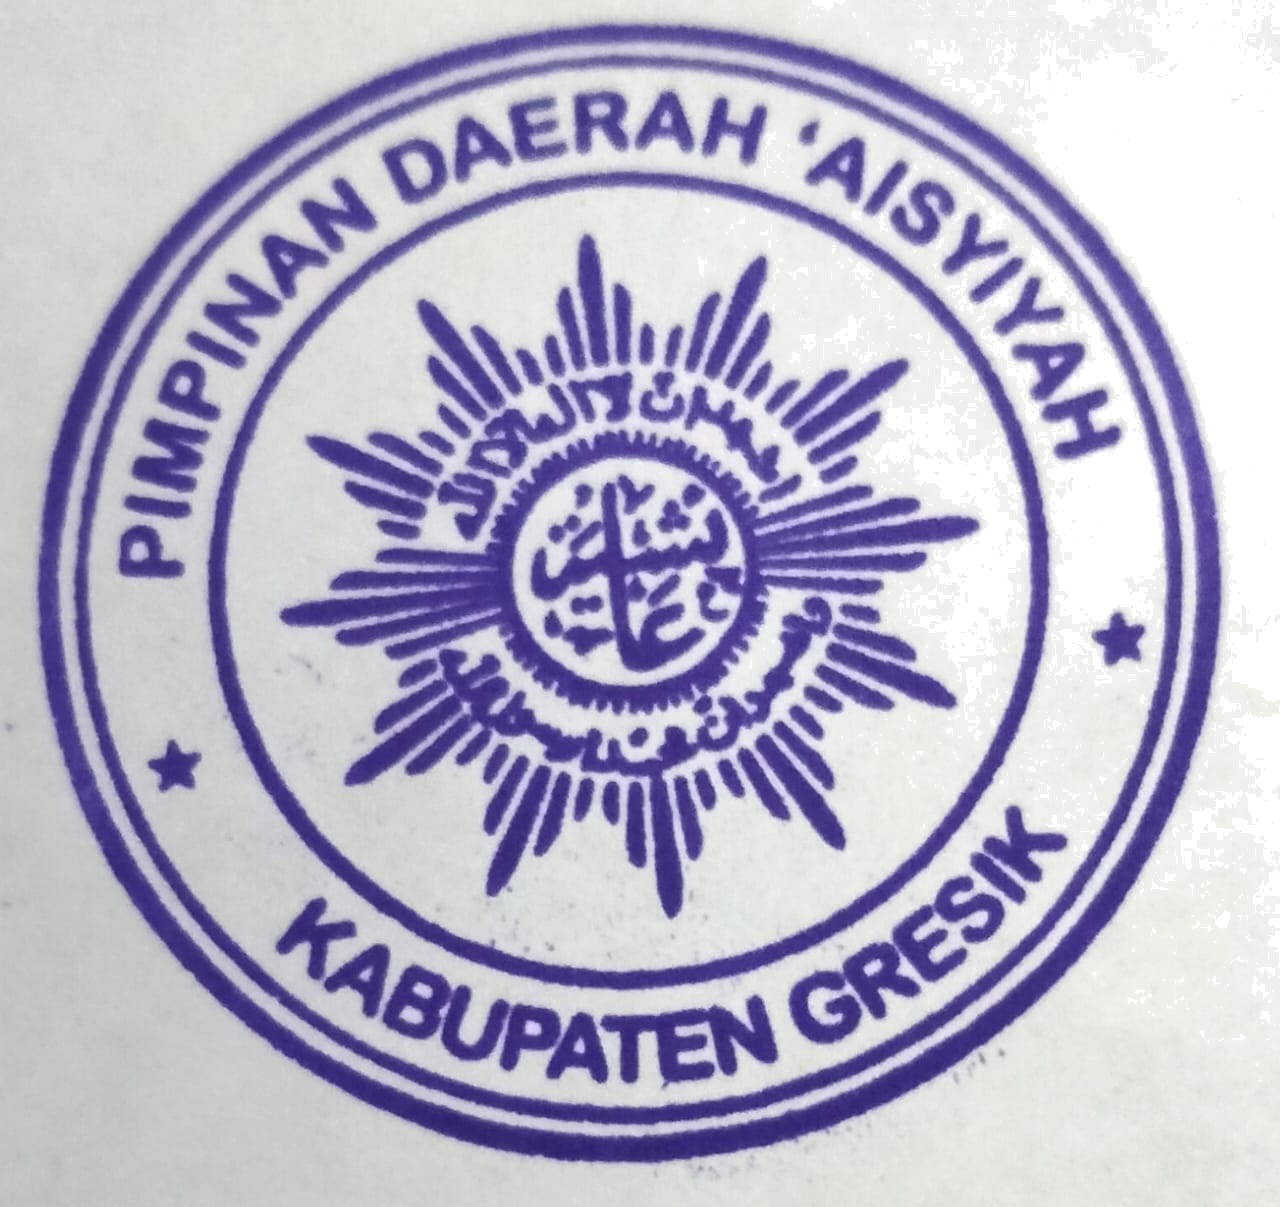 PIMPINAN DAERAH 'AISYIYAH
عائشية
KABUPATEN GRESIK